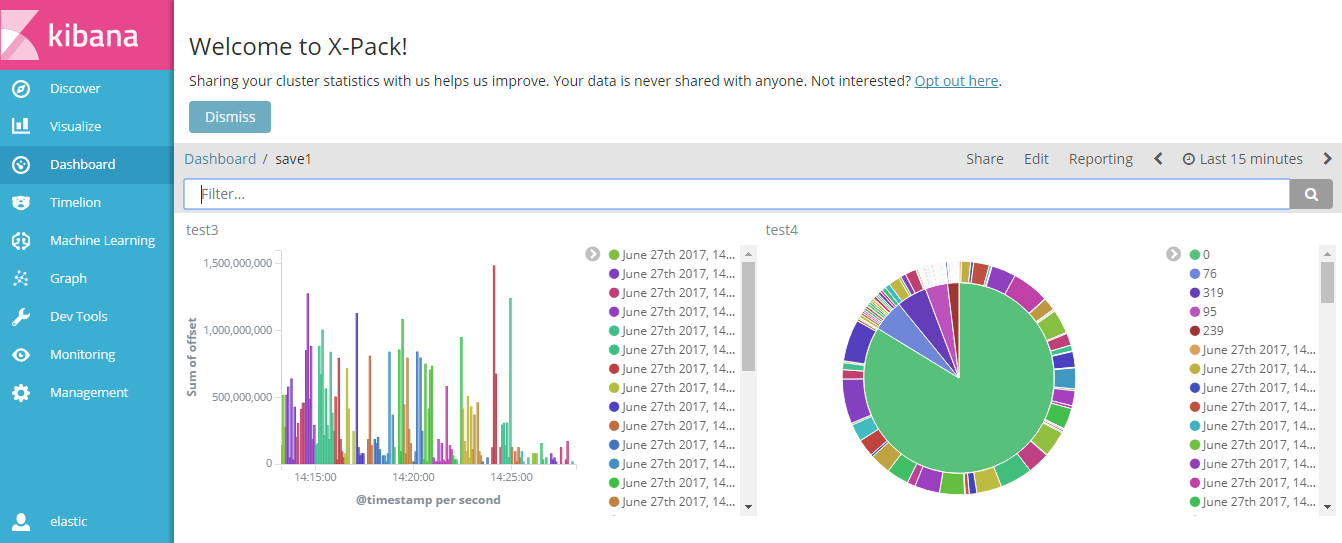 kibana
Discover
Visualize
Dashboard
Timelion
Machine Learning
Graph
Dev Tools
Monitoring
Management
elastic
Welcome to X-Pack!
Sharing your cluster statistics with us helps us improve. Your data is never shared with anyone. Not interested? Opt out here.
Dismiss
Dashboard / save1
Share Edit Reporting Last 15 minutes
Filter...
test3
1,500,000,000
1,000,000,000
500,000,000
0
Sum of offset
14:15:00 14:20:00 14:25:00
@timestamp per second
June 27th 2017, 14...
June 27th 2017, 14...
June 27th 2017, 14...
June 27th 2017, 14...
June 27th 2017, 14...
June 27th 2017, 14...
June 27th 2017, 14...
June 27th 2017, 14...
June 27th 2017, 14...
June 27th 2017, 14...
June 27th 2017, 14...
June 27th 2017, 14...
June 27th 2017, 14...
June 27th 2017, 14...
test4
0
76
319
95
239
June 27th 2017, 14...
June 27th 2017, 14...
June 27th 2017, 14...
June 27th 2017, 14...
June 27th 2017, 14...
June 27th 2017, 14...
June 27th 2017, 14...
June 27th 2017, 14...
June 27th 2017, 14...